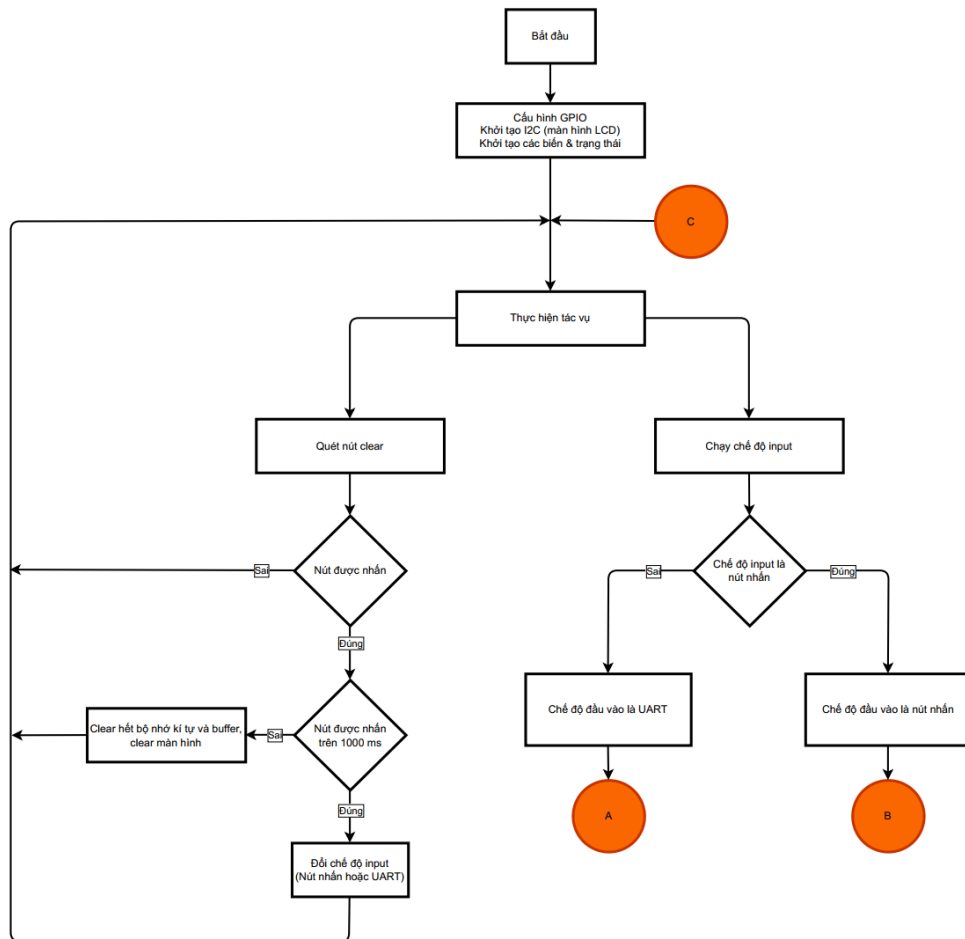 Bắt đầu
Cấu hình GPIO
Khởi tạo I2C (màn hình LCD)
Khởi tạo các biến & trạng thái
C
Thực hiện tác vụ
Quét nút clear
Chạy chế độ input
Nút được nhấn
Sai
Đúng
Chế độ input là
nút nhấn
Sai
Đúng
Clear hết bộ nhớ kí tự và buffer,
clear màn hình
Sai
Nút được nhấn
trên 1000 ms
Đúng
Chế độ đầu vào là UART
Chế độ đầu vào là nút nhấn
A
B
Đổi chế độ input
(Nút nhấn hoặc UART)